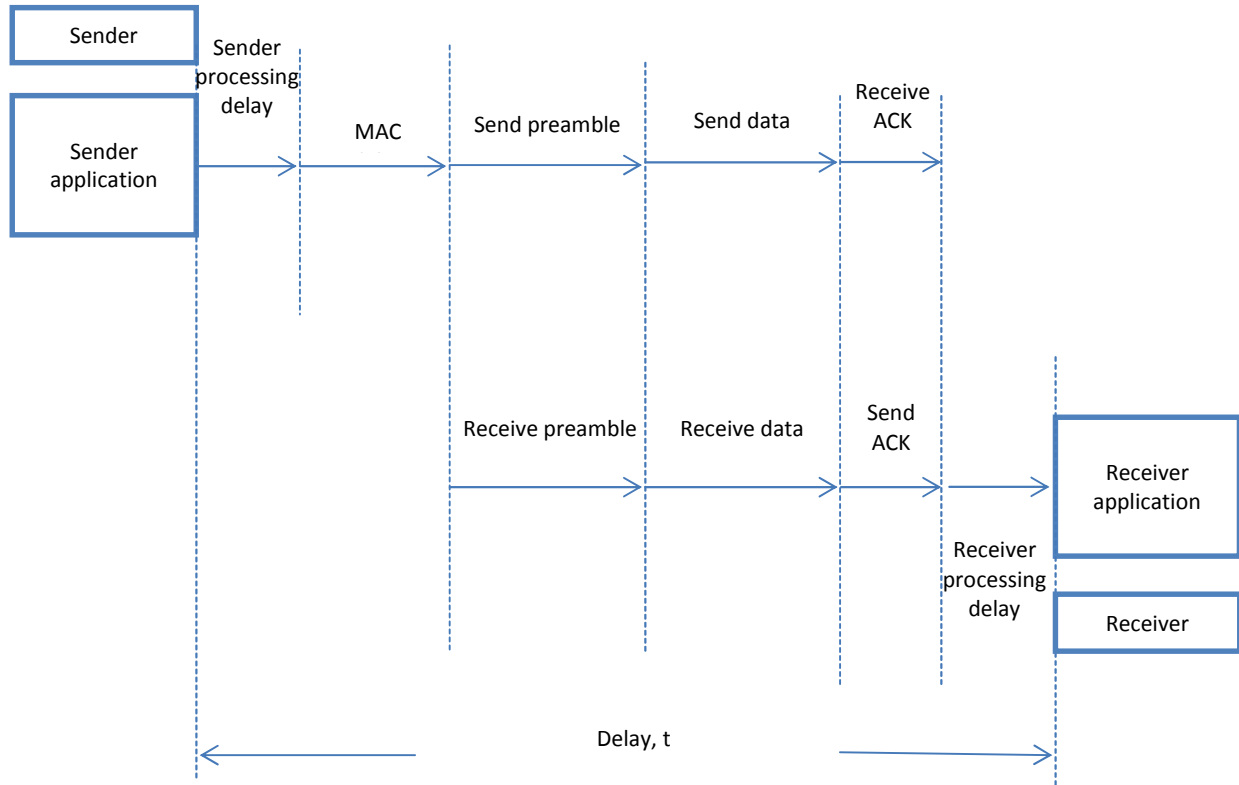 Sender
Sender
processing
delay
Sender
application
MAC
Send preamble
Send data
Receive
ACK
Receive preamble
Receive data
Send
ACK
Receiver
application
Receiver
processing
delay
Receiver
Delay, t